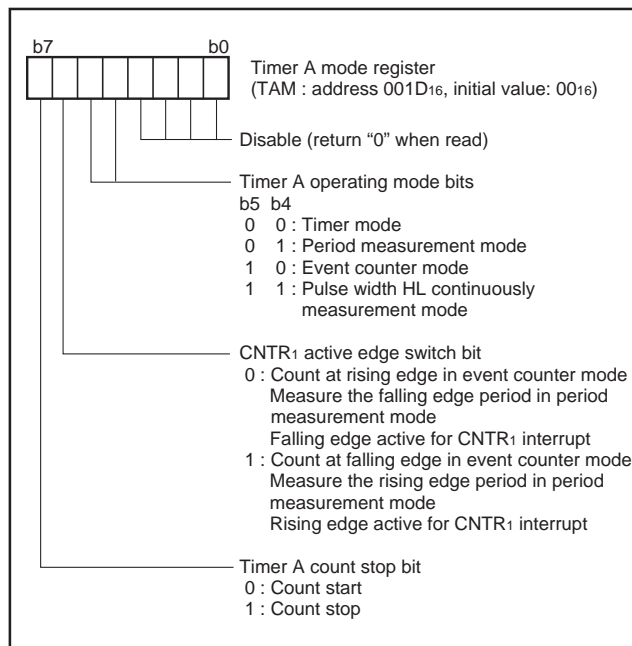 b7 b0
Timer A mode register
(TAM : address 001D16, initial value: 0016)
Disable (return “0” when read)
Timer A operating mode bits
b5 b4
0 0 : Timer mode
0 1 : Period measurement mode
1 0 : Event counter mode
1 1 : Pulse width HL continuously
measurement mode
CNTR1 active edge switch bit
0 : Count at rising edge in event counter mode
Measure the falling edge period in period
measurement mode
Falling edge active for CNTR1 interrupt
1 : Count at falling edge in event counter mode
Measure the rising edge period in period
measurement mode
Rising edge active for CNTR1 interrupt
Timer A count stop bit
0 : Count start
1 : Count stop